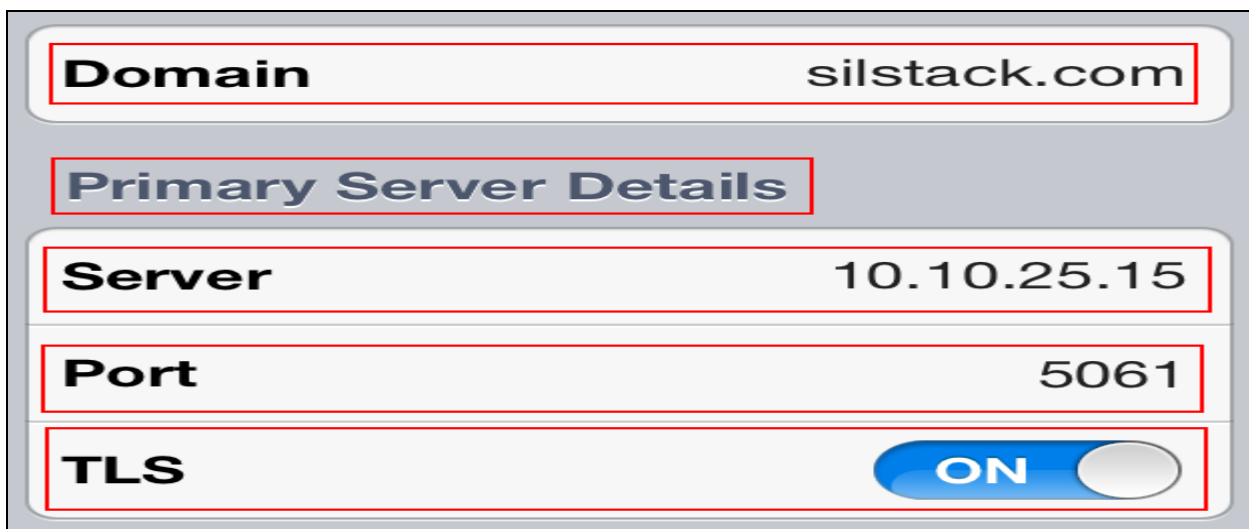 Domain silstack.com
Primary Server Details
Server 10.10.25.15
Port 5061
TLS ON